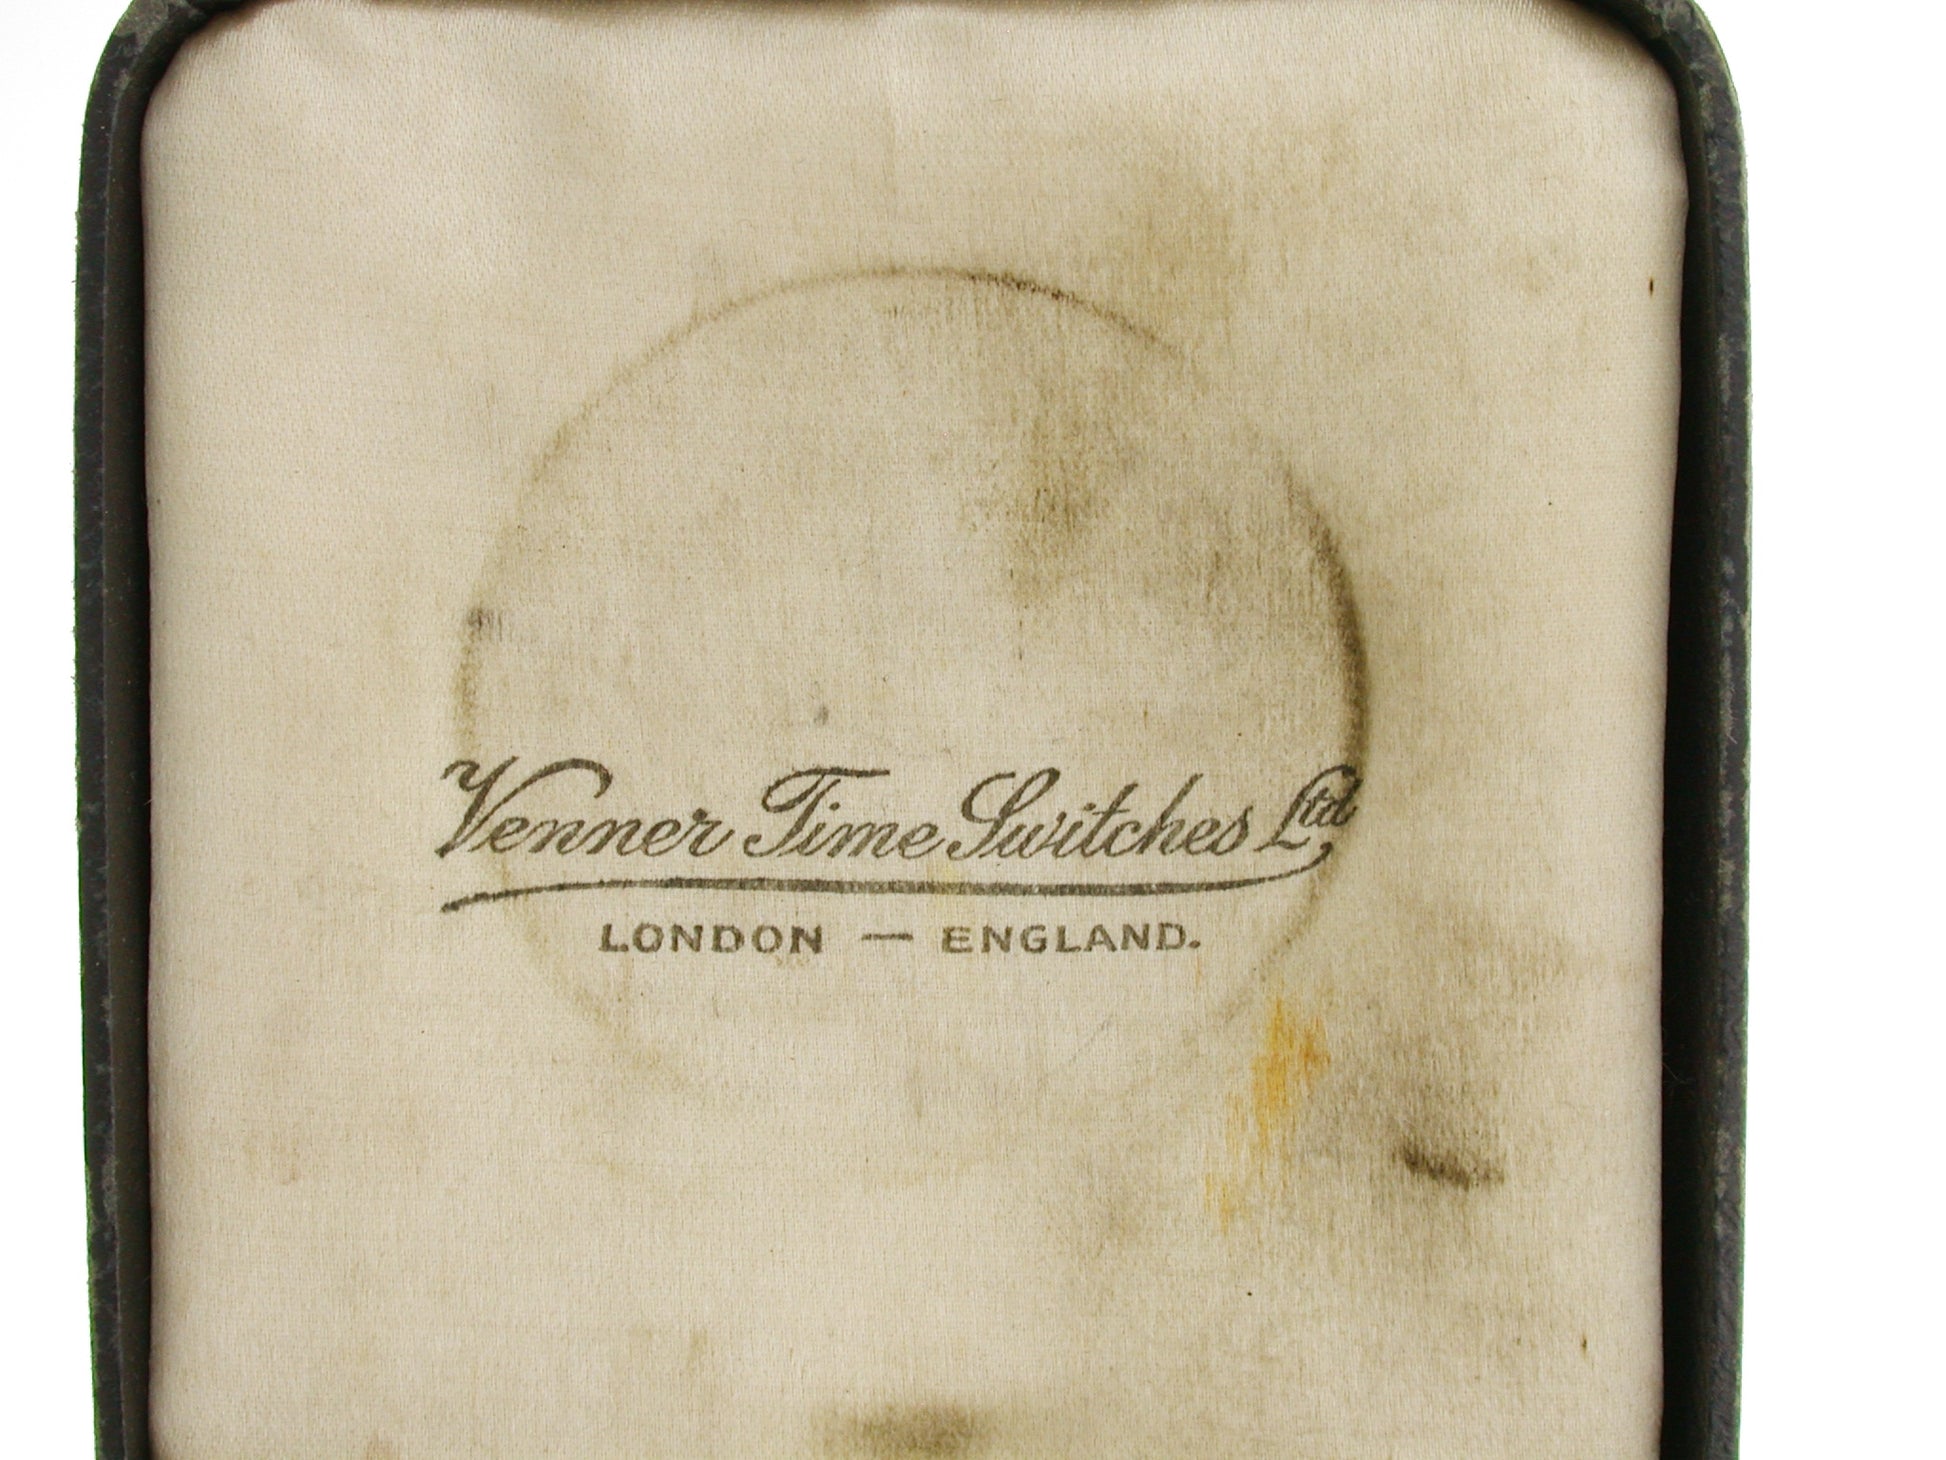 Venner Time Switches Ltd
LONDON — ENGLAND.